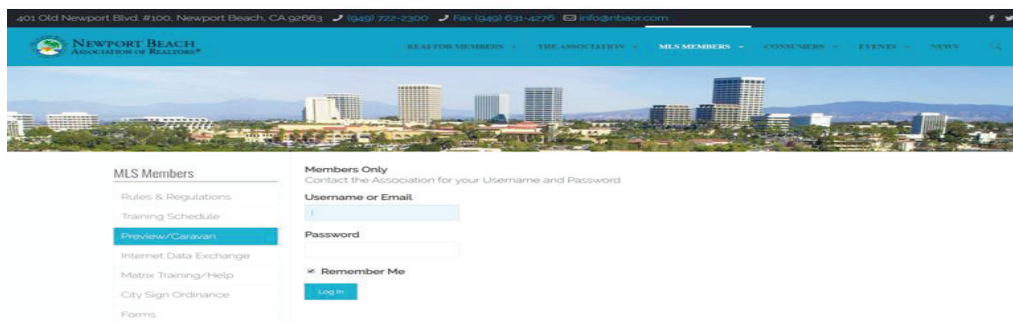 401 Old Newport Blvd. #100, Newport Beach, CA 92663 (949) 722-2300 Fax (949) 631-4276 info@nbaor.com
NEWPORT BEACH
ASSOCIATION OF REALTORS®
REALTOR MEMBERS THE ASSOCIATION MLS MEMBERS CONSUMERS EVENTS NEWS
MLS Members
Rules & Regulations
Training Schedule
Preview/Caravan
Internet Data Exchange
Matrix Training/Help
City Sign Ordinance
Forms
Members Only
Contact the Association for your Username and Password
Username or Email
Password
Remember Me
Log In